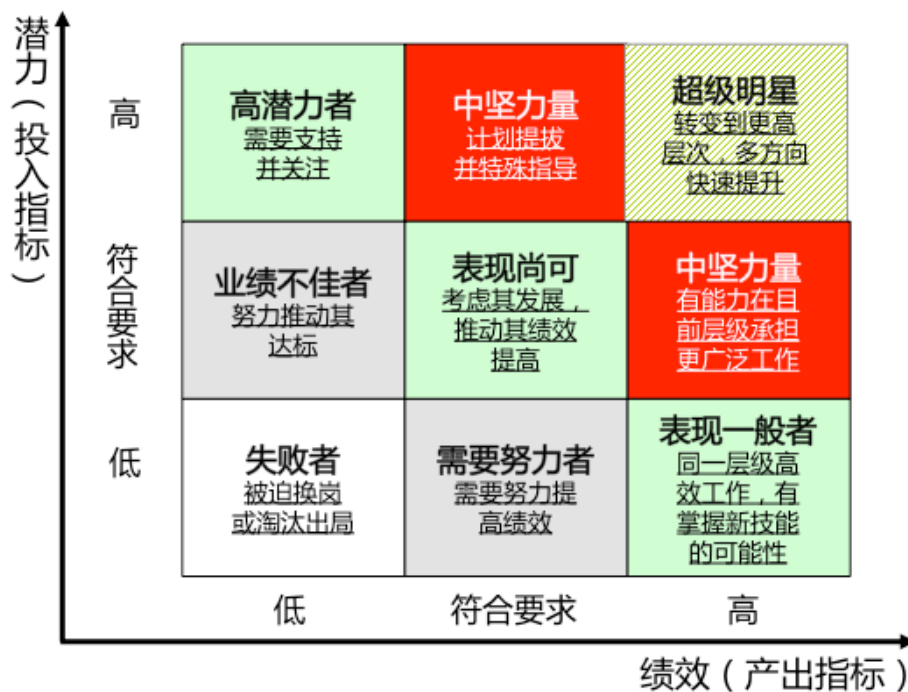 潜力（投入指标）
高
高潜力者
需要支持
并关注
中坚力量
计划提拔
并特殊指导
超级明星
转变到更高
层次，多方向
快速提升
符合要求
业绩不佳者
努力推动其
达标
表现尚可
考虑其发展，
推动其绩效
提高
中坚力量
有能力在目
前层级承担
更广泛工作
低
失败者
被迫换岗
或淘汰出局
需要努力者
需要努力提
高绩效
表现一般者
同一层级高
效工作，有
掌握新技能
的可能性
低
符合要求
高
绩效（产出指标）